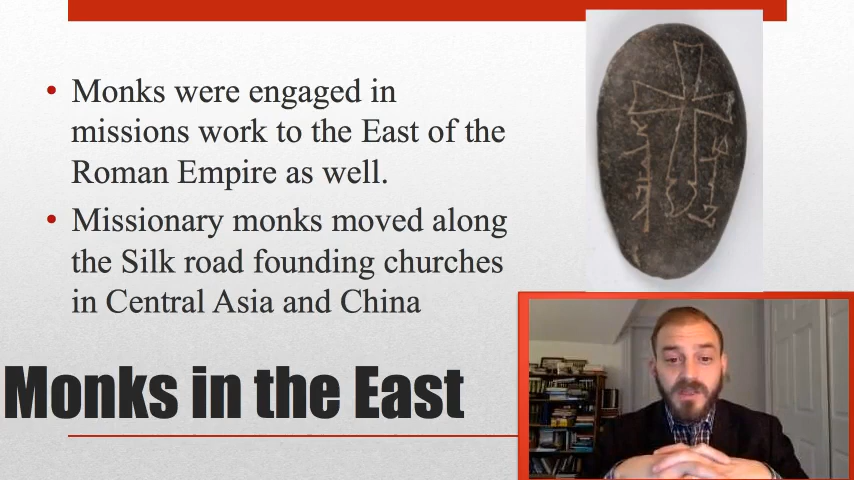 • Monks were engaged in
missions work to the East of the
Roman Empire as well.
• Missionary monks moved along
the Silk road founding churches
in Central Asia and China
Monks in the East